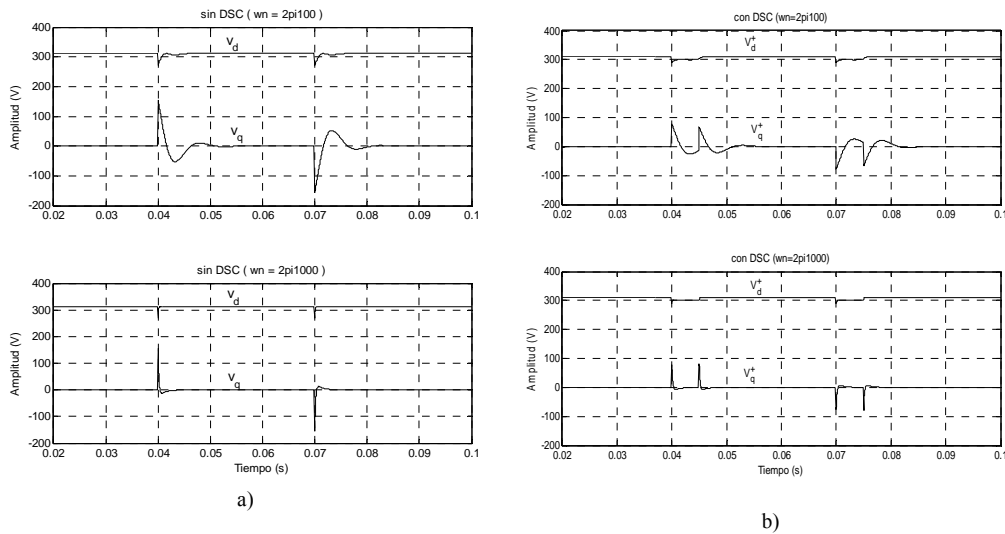 sin DSC ( wn = 2pi100 )
400
300
200
100
0
-100
-200
Amplitud (V)
v_d
v_q
0.02 0.03 0.04 0.05 0.06 0.07 0.08 0.09 0.1
sin DSC ( wn = 2pi1000 )
400
300
200
100
0
-100
-200
Amplitud (V)
v_d
v_q
0.02 0.03 0.04 0.05 0.06 0.07 0.08 0.09 0.1
Tiempo (s)
a)
con DSC (wn=2pi100)
400
300
200
100
0
-100
-200
Amplitud (V)
V_d^+
V_q^+
0.02 0.03 0.04 0.05 0.06 0.07 0.08 0.09 0.1
con DSC (wn=2pi1000)
400
300
200
100
0
-100
-200
Amplitud (V)
V_d^+
V_q^+
0.02 0.03 0.04 0.05 0.06 0.07 0.08 0.09 0.1
Tiempo (s)
b)